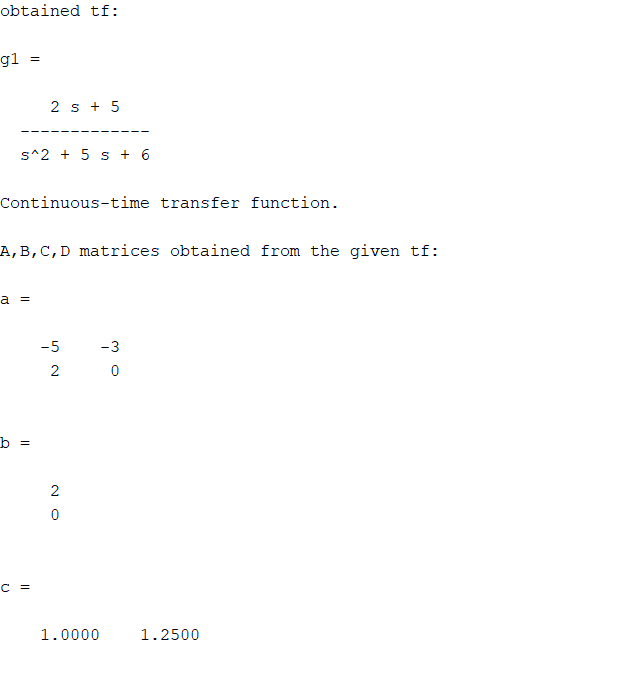 obtained tf:
g1 =
2 s + 5
-------------
s^2 + 5 s + 6
Continuous-time transfer function.
A,B,C,D matrices obtained from the given tf:
a =
-5 -3
2 0
b =
2
0
c =
1.0000 1.2500